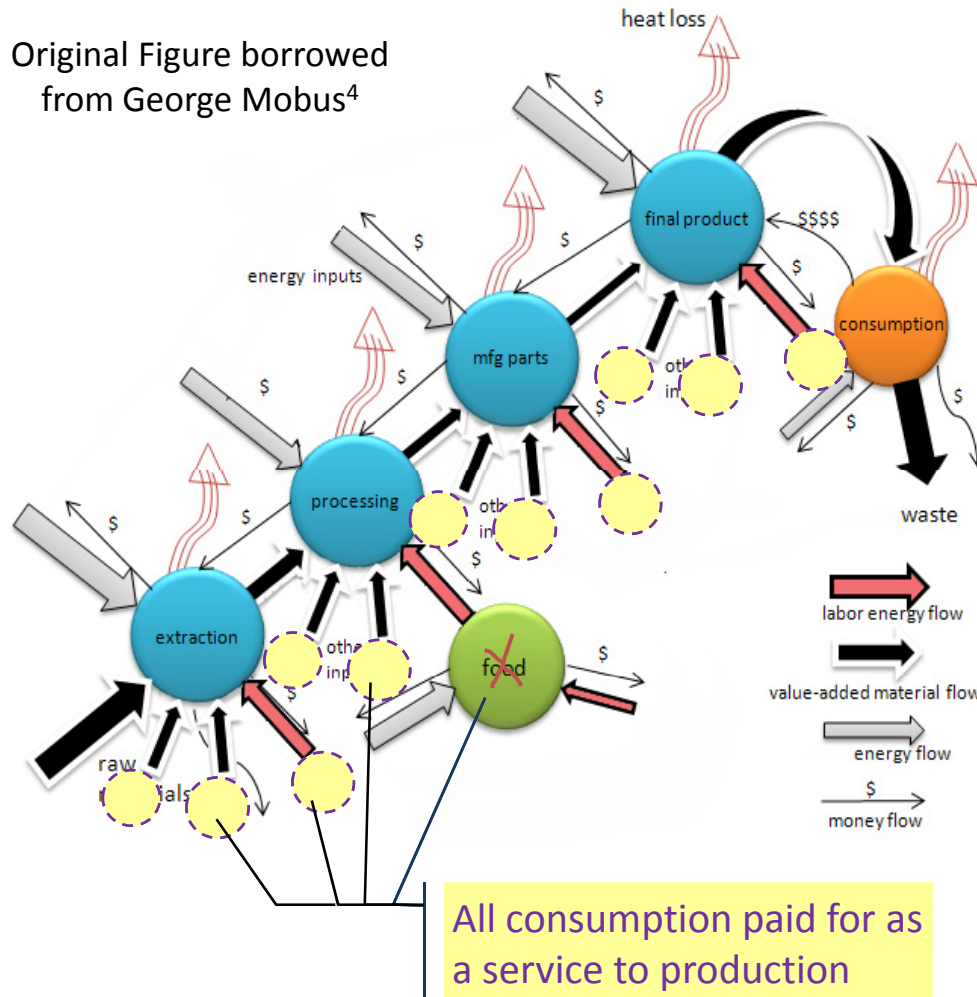 Original Figure borrowed
from George Mobus4
heat loss
$
final product
$$$$
$
$
energy inputs
$
mfg parts
consumption
$
$
$
$
$
processing
waste
$
$
$
extraction
food
$
$
raw
labor energy flow
value-added material flow
energy flow
$
money flow
All consumption paid for as
a service to production